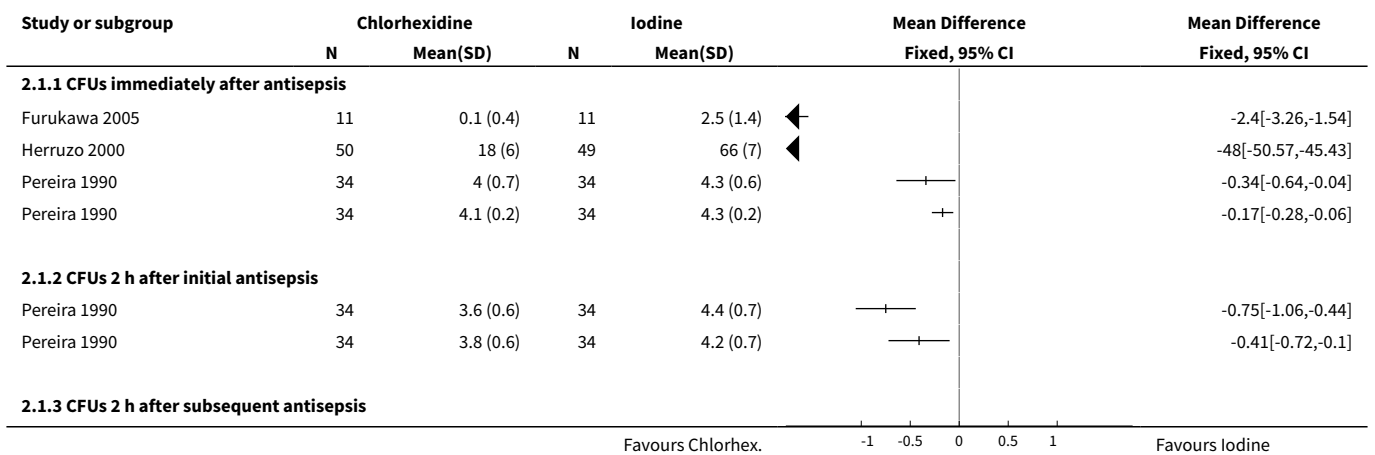 Study or subgroup Chlorhexidine Iodine Mean Difference Mean Difference
N Mean(SD) N Mean(SD) Fixed, 95% CI Fixed, 95% CI
2.1.1 CFUs immediately after antisepsis
Furukawa 2005 11 0.1 (0.4) 11 2.5 (1.4) -2.4[-3.26,-1.54]
Herruzo 2000 50 18 (6) 49 66 (7) -48[-50.57,-45.43]
Pereira 1990 34 4 (0.7) 34 4.3 (0.6) -0.34[-0.64,-0.04]
Pereira 1990 34 4.1 (0.2) 34 4.3 (0.2) -0.17[-0.28,-0.06]
2.1.2 CFUs 2 h after initial antisepsis
Pereira 1990 34 3.6 (0.6) 34 4.4 (0.7) -0.75[-1.06,-0.44]
Pereira 1990 34 3.8 (0.6) 34 4.2 (0.7) -0.41[-0.72,-0.1]
2.1.3 CFUs 2 h after subsequent antisepsis
Favours Chlorhex. -1 -0.5 0 0.5 1 Favours Iodine